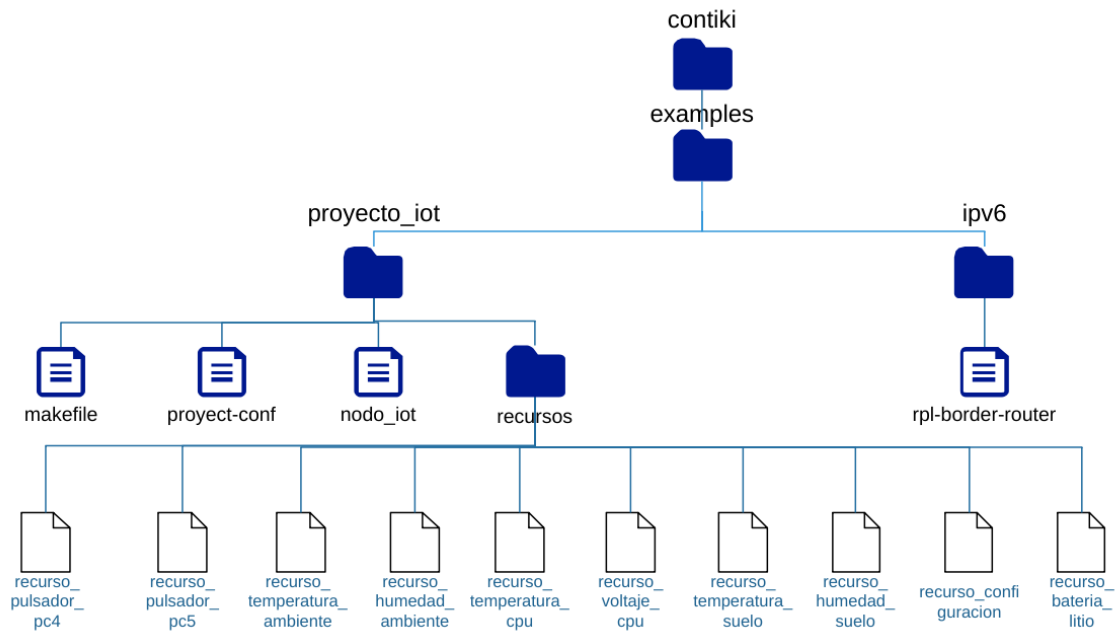 contiki
examples
proyecto_iot
ipv6
makefile
proyect-conf
nodo_iot
recursos
rpl-border-router
recurso_
pulsador_
pc4
recurso_
pulsador_
pc5
recurso_
temperatura_
ambiente
recurso_
humedad_
ambiente
recurso_
temperatura_
cpu
recurso_
voltaje_
cpu
recurso_
temperatura_
suelo
recurso_
humedad_
suelo
recurso_confi
guracion
recurso_
bateria_
litio